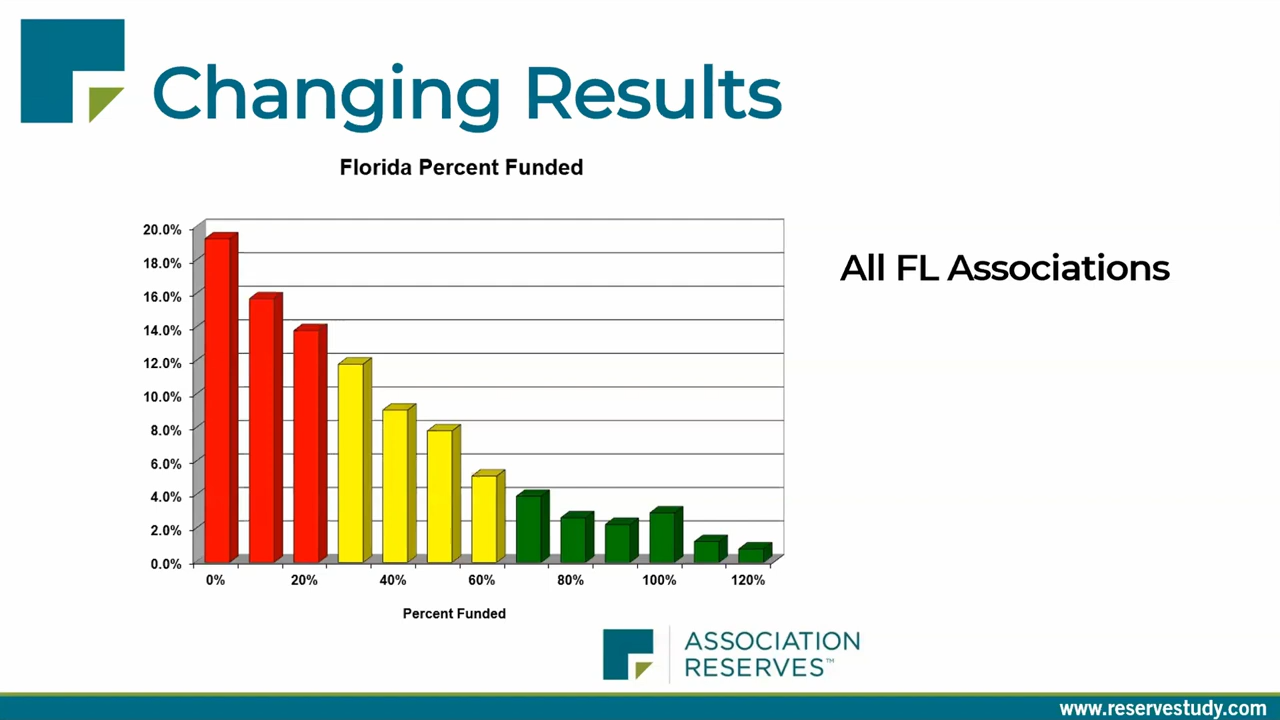 Changing Results
Florida Percent Funded
20.0%
18.0%
16.0%
14.0%
12.0%
10.0%
8.0%
6.0%
4.0%
2.0%
0.0%
0% 20% 40% 60% 80% 100% 120%
Percent Funded
All FL Associations
ASSOCIATION
RESERVES™
www.reservestudy.com